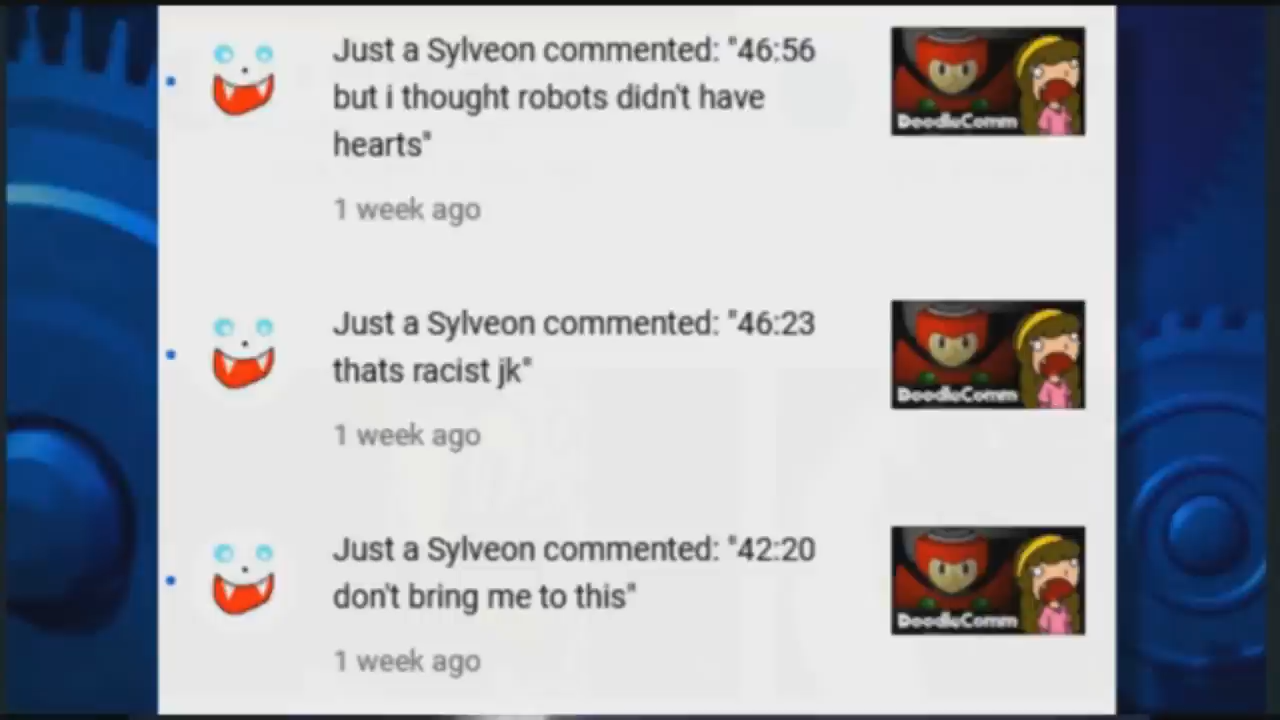 Just a Sylveon commented: "46:56
but i thought robots didn't have
hearts"
1 week ago
DoodleComm
Just a Sylveon commented: "46:23
thats racist jk"
1 week ago
DoodleComm
Just a Sylveon commented: "42:20
don't bring me to this"
1 week ago
DoodleComm